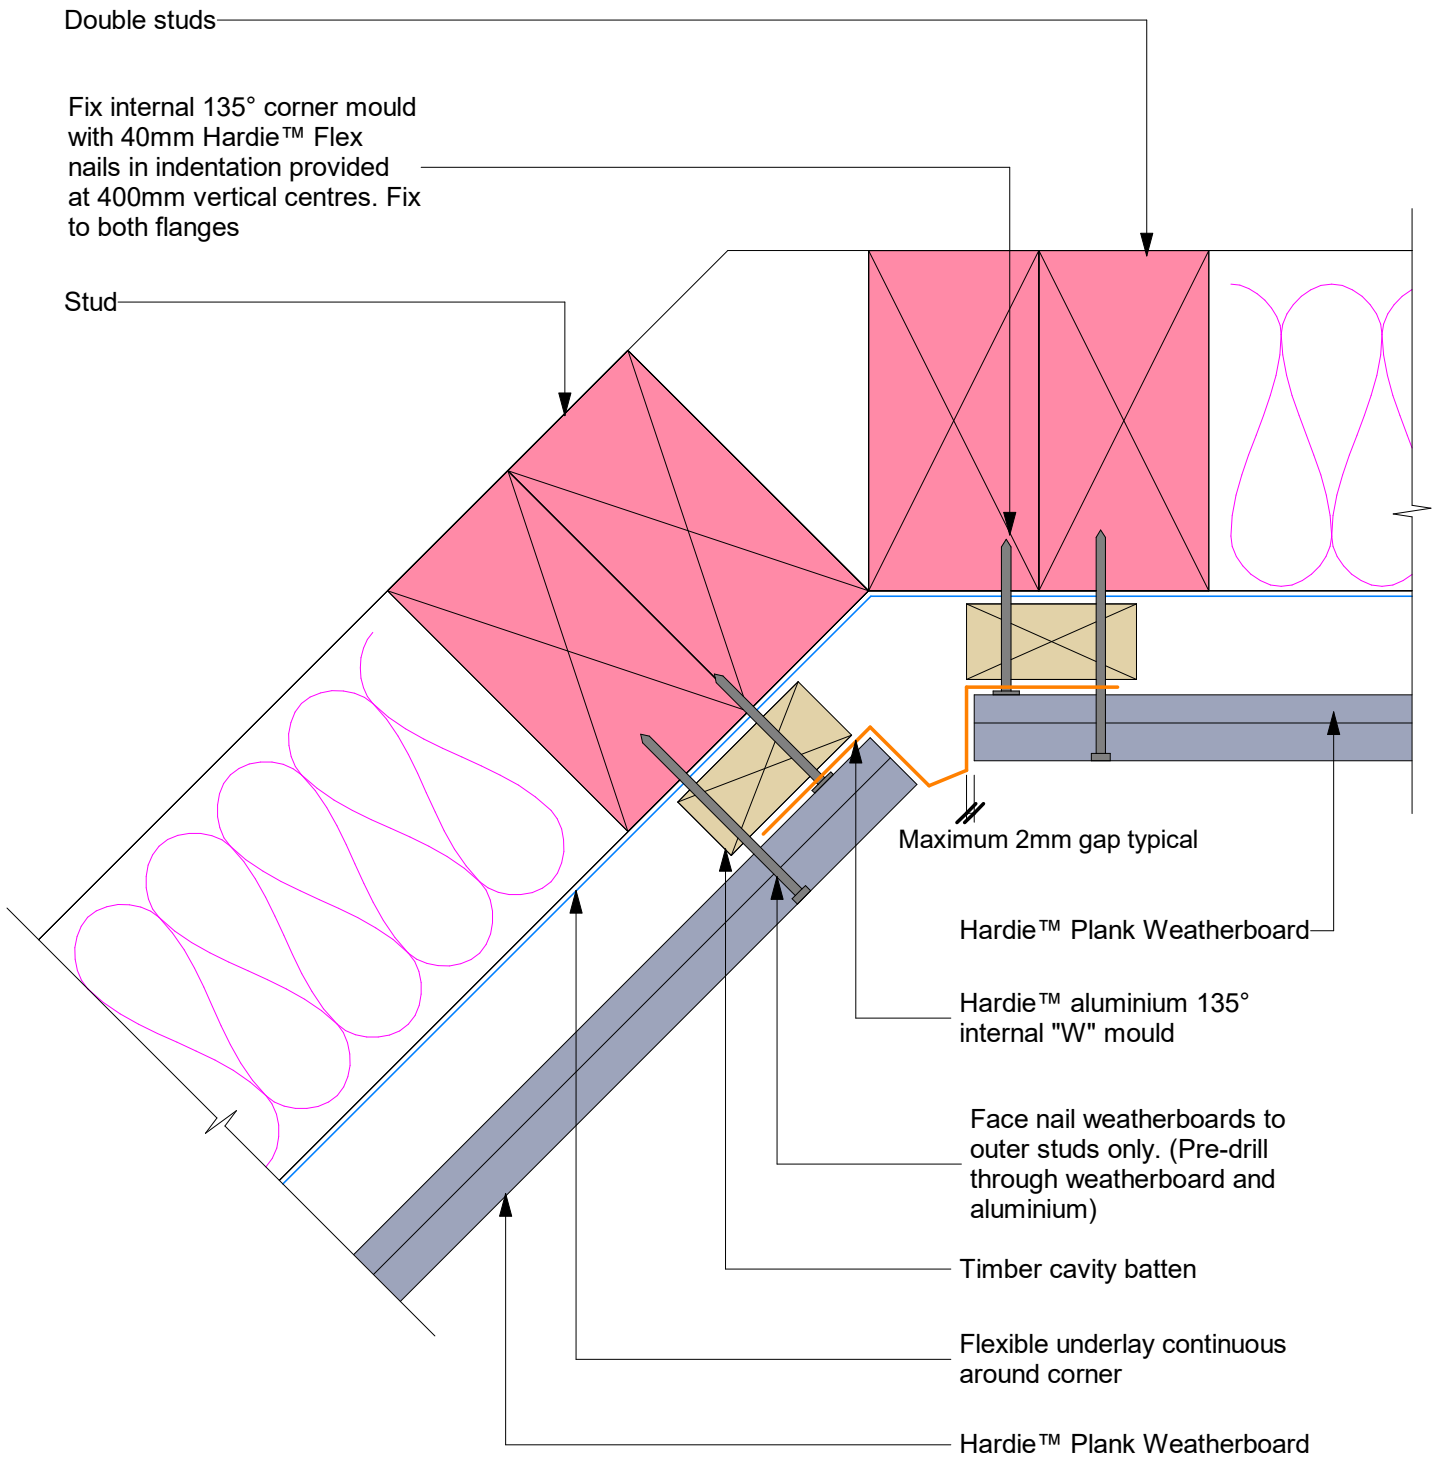 Double studs
Fix internal 135° corner mould
with 40mm Hardie™ Flex
nails in indentation provided
at 400mm vertical centres. Fix
to both flanges
Stud
Maximum 2mm gap typical
Hardie™ Plank Weatherboard
Hardie™ aluminium 135°
internal "W" mould
Face nail weatherboards to
outer studs only. (Pre-drill
through weatherboard and
aluminium)
Timber cavity batten
Flexible underlay continuous
around corner
Hardie™ Plank Weatherboard